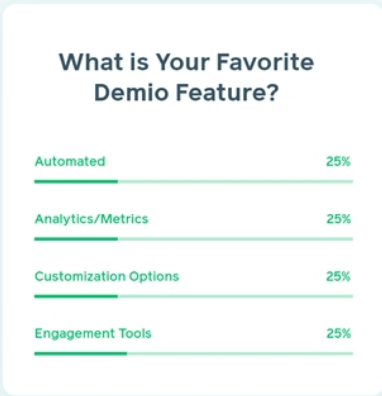 What is Your Favorite
Demio Feature?
Automated 25%
Analytics/Metrics 25%
Customization Options 25%
Engagement Tools 25%